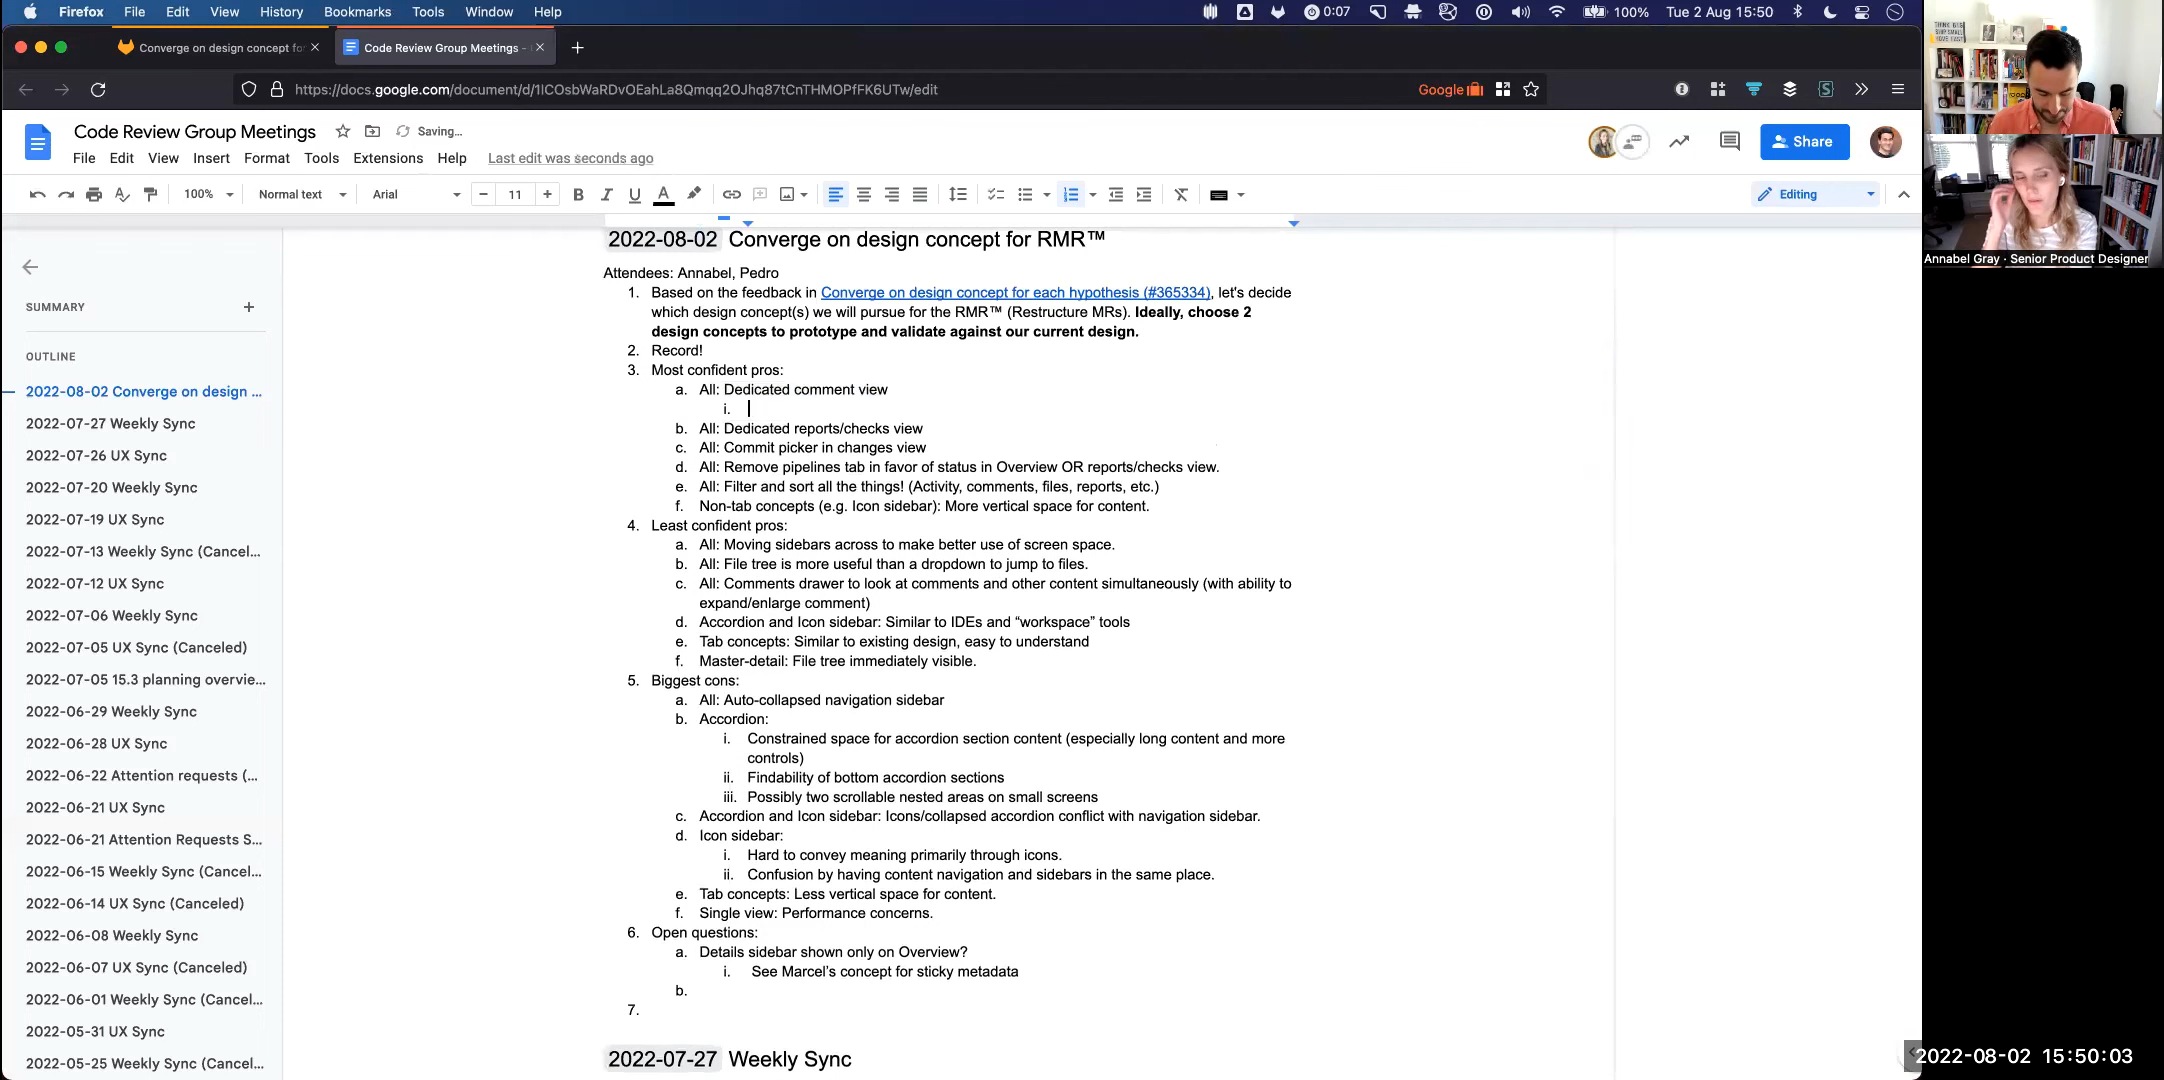 Firefox File Edit View History Bookmarks Tools Window Help 0:07 100% Tue 2 Aug 15:50
Converge on design concept for
Code Review Group Meetings -
https://docs.google.com/document/d/1lCOsbWaRDvOEahLa8Qmqq2OJhq87tCnTHMOPfFK6UTw/edit
Google
Code Review Group Meetings Saving...
Share
File Edit View Insert Format Tools Extensions Help Last edit was seconds ago
100% Normal text Arial 11 Editing
SUMMARY
OUTLINE
2022-08-02 Converge on design ...
2022-07-27 Weekly Sync
2022-07-26 UX Sync
2022-07-20 Weekly Sync
2022-07-19 UX Sync
2022-07-13 Weekly Sync (Cancel...
2022-07-12 UX Sync
2022-07-06 Weekly Sync
2022-07-05 UX Sync (Canceled)
2022-07-05 15.3 planning overvie...
2022-06-29 Weekly Sync
2022-06-28 UX Sync
2022-06-22 Attention requests (...
2022-06-21 UX Sync
2022-06-21 Attention Requests S...
2022-06-15 Weekly Sync (Cancel...
2022-06-14 UX Sync (Canceled)
2022-06-08 Weekly Sync
2022-06-07 UX Sync (Canceled)
2022-06-01 Weekly Sync (Cancel...
2022-05-31 UX Sync
2022-05-25 Weekly Sync (Cancel...
2022-08-02 Converge on design concept for RMR™
Attendees: Annabel, Pedro
1. Based on the feedback in Converge on design concept for each hypothesis (#365334), let's decide
which design concept(s) we will pursue for the RMR™ (Restructure MRs). Ideally, choose 2
design concepts to prototype and validate against our current design.
2. Record!
3. Most confident pros:
a. All: Dedicated comment view
i.
b. All: Dedicated reports/checks view
c. All: Commit picker in changes view
d. All: Remove pipelines tab in favor of status in Overview OR reports/checks view.
e. All: Filter and sort all the things! (Activity, comments, files, reports, etc.)
f. Non-tab concepts (e.g. Icon sidebar): More vertical space for content.
4. Least confident pros:
a. All: Moving sidebars across to make better use of screen space.
b. All: File tree is more useful than a dropdown to jump to files.
c. All: Comments drawer to look at comments and other content simultaneously (with ability to
expand/enlarge comment)
d. Accordion and Icon sidebar: Similar to IDEs and “workspace” tools
e. Tab concepts: Similar to existing design, easy to understand
f. Master-detail: File tree immediately visible.
5. Biggest cons:
a. All: Auto-collapsed navigation sidebar
b. Accordion:
i. Constrained space for accordion section content (especially long content and more
controls)
ii. Findability of bottom accordion sections
iii. Possibly two scrollable nested areas on small screens
c. Accordion and Icon sidebar: Icons/collapsed accordion conflict with navigation sidebar.
d. Icon sidebar:
i. Hard to convey meaning primarily through icons.
ii. Confusion by having content navigation and sidebars in the same place.
e. Tab concepts: Less vertical space for content.
f. Single view: Performance concerns.
6. Open questions:
a. Details sidebar shown only on Overview?
i. See Marcel’s concept for sticky metadata
b.
7.
2022-07-27 Weekly Sync
Annabel Gray · Senior Product Designer
2022-08-02 15:50:03